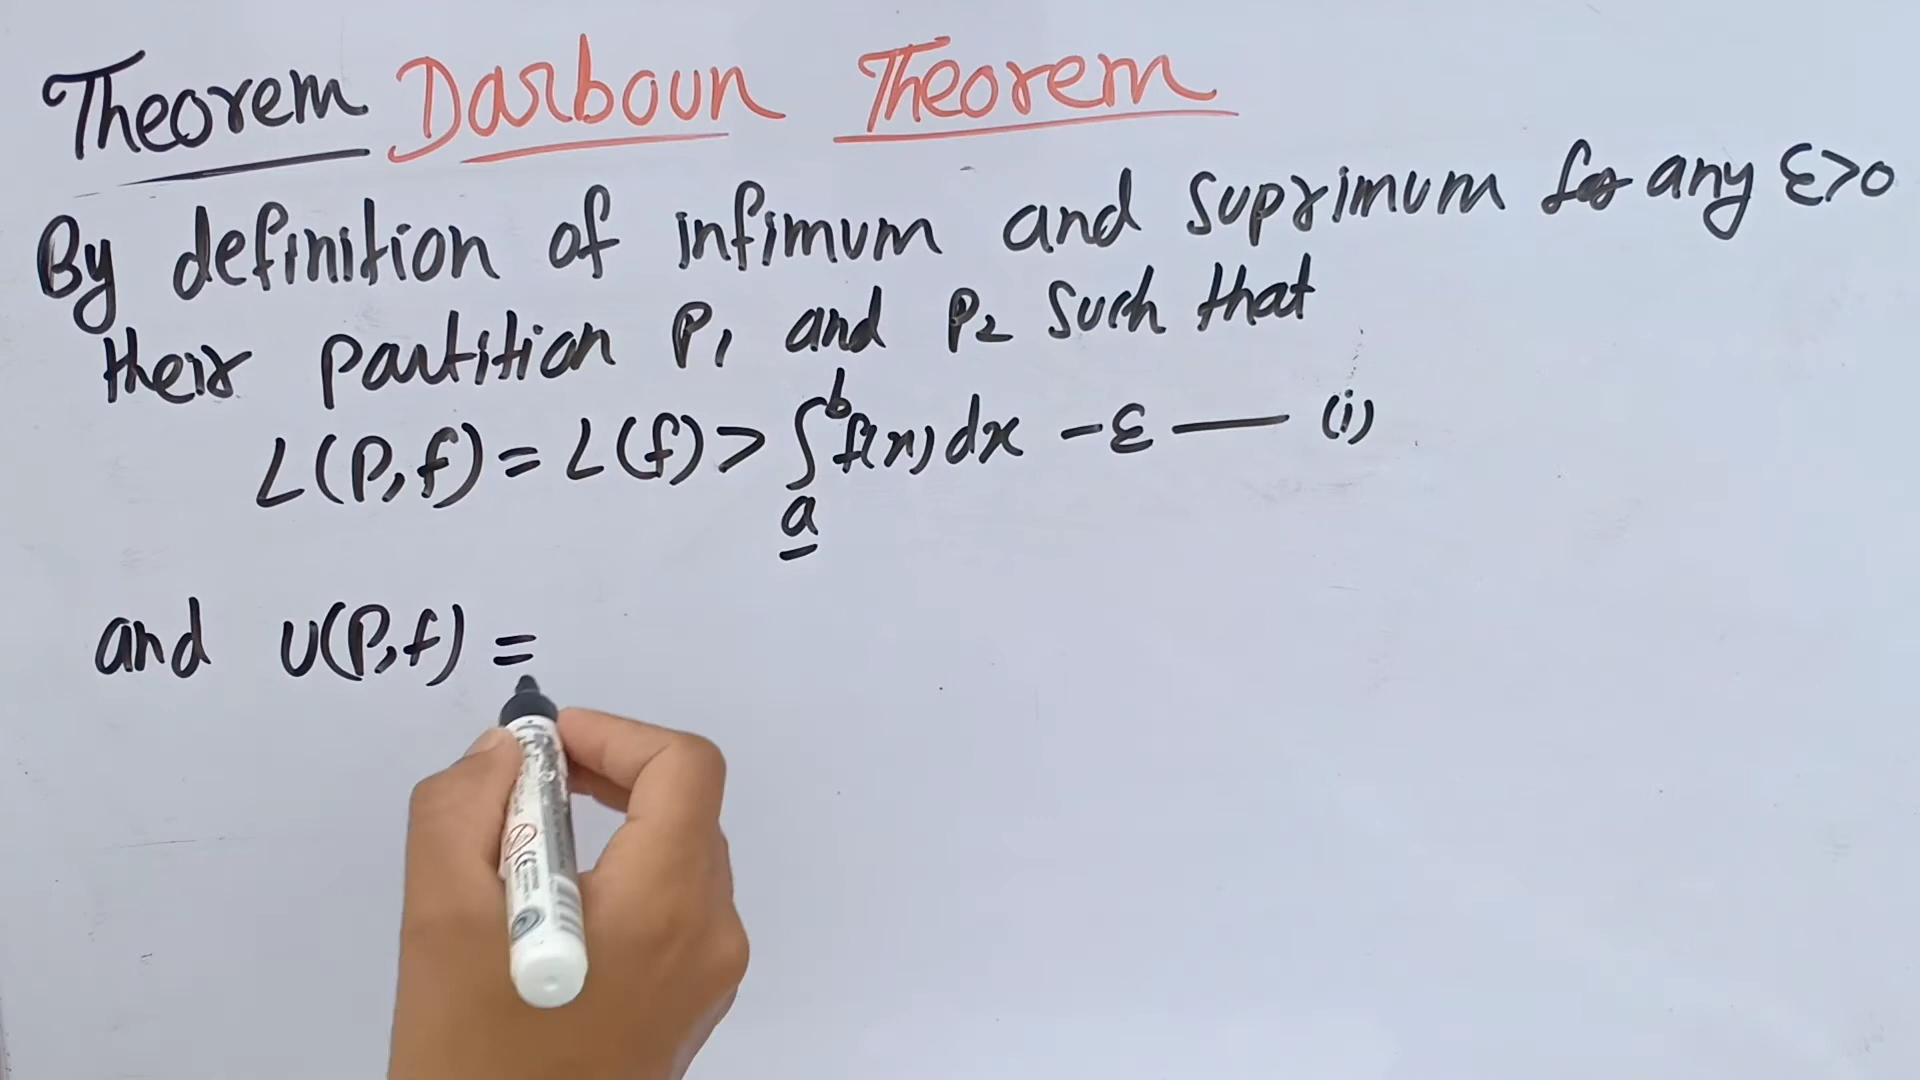 Theorem Darboun Theorem
By definition of infimum and suprimum for any ε>0
their partition P₁ and P₂ such that
L(P,f) = L(f) > ∫_a^b f(x) dx - ε — (i)
and U(P,f) =